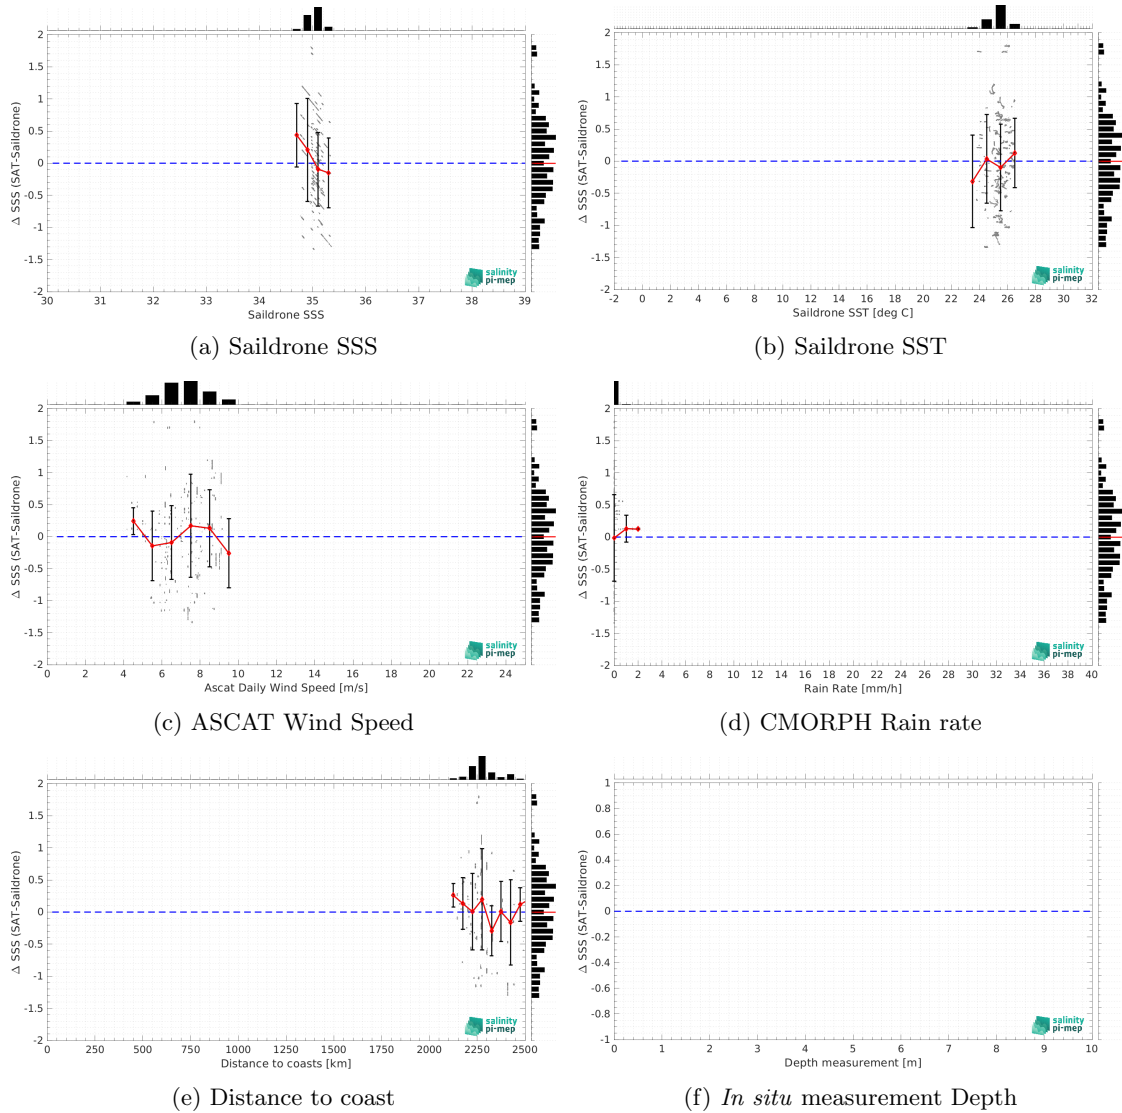 2
1.5
1
0.5
0
-0.5
-1
-1.5
-2
Δ SSS (SAT-Saildrone)
30 31 32 33 34 35 36 37 38 39
Saildrone SSS
salinity
pi-mep
(a) Saildrone SSS
2
1.5
1
0.5
0
-0.5
-1
-1.5
-2
Δ SSS (SAT-Saildrone)
-2 0 2 4 6 8 10 12 14 16 18 20 22 24 26 28 30 32
Saildrone SST [deg C]
salinity
pi-mep
(b) Saildrone SST
2
1.5
1
0.5
0
-0.5
-1
-1.5
-2
Δ SSS (SAT-Saildrone)
0 2 4 6 8 10 12 14 16 18 20 22 24
Ascat Daily Wind Speed [m/s]
salinity
pi-mep
(c) ASCAT Wind Speed
2
1.5
1
0.5
0
-0.5
-1
-1.5
-2
Δ SSS (SAT-Saildrone)
0 2 4 6 8 10 12 14 16 18 20 22 24 26 28 30 32 34 36 38 40
Rain Rate [mm/h]
salinity
pi-mep
(d) CMORPH Rain rate
2
1.5
1
0.5
0
-0.5
-1
-1.5
-2
Δ SSS (SAT-Saildrone)
0 250 500 750 1000 1250 1500 1750 2000 2250 2500
Distance to coasts [km]
salinity
pi-mep
(e) Distance to coast
1
0.8
0.6
0.4
0.2
0
-0.2
-0.4
-0.6
-0.8
-1
Δ SSS (SAT-Saildrone)
0 1 2 3 4 5 6 7 8 9 10
Depth measurement [m]
salinity
pi-mep
(f) In situ measurement Depth